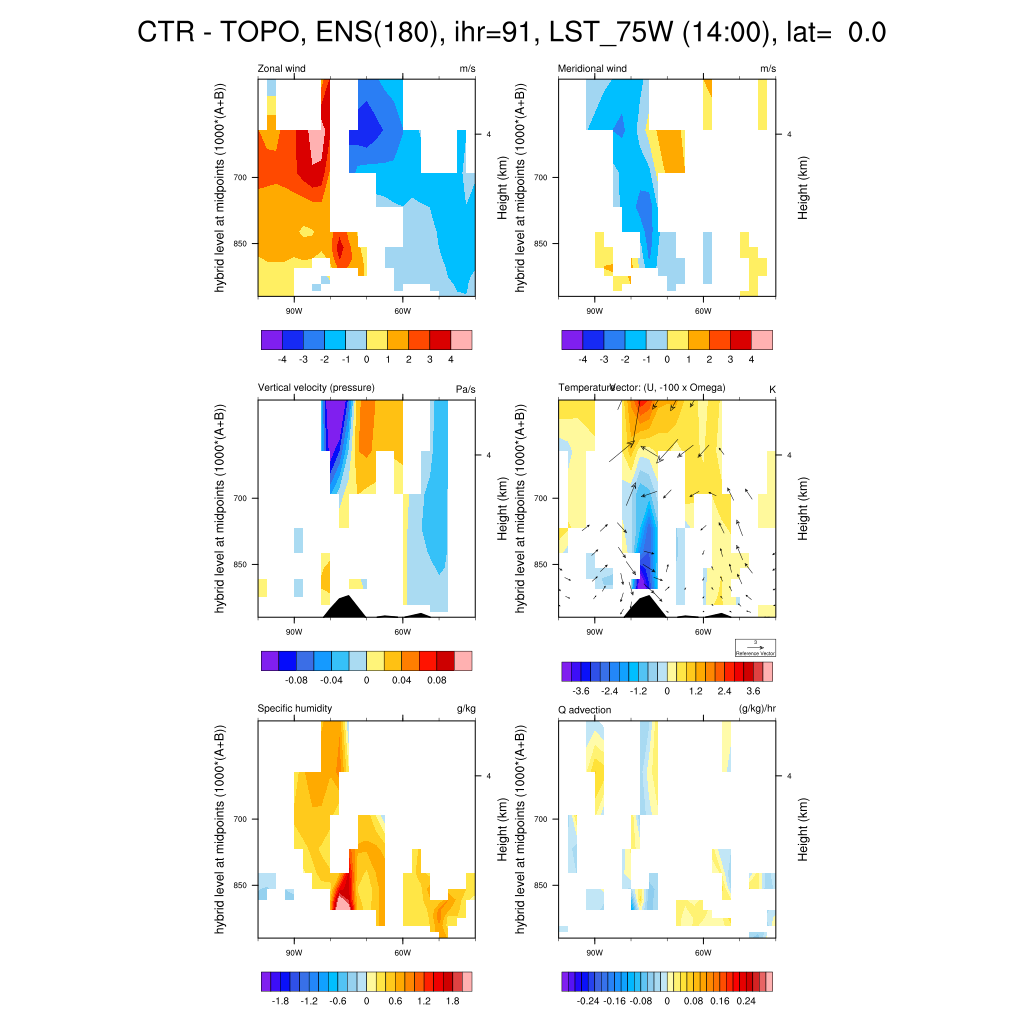 CTR - TOPO, ENS(180), ihr=91, LST_75W (14:00), lat=  0.0
Zonal wind m/s
hybrid level at midpoints (1000*(A+B))
700
850
4
Height (km)
90W 60W
-4 -3 -2 -1 0 1 2 3 4
Meridional wind m/s
hybrid level at midpoints (1000*(A+B))
700
850
4
Height (km)
90W 60W
-4 -3 -2 -1 0 1 2 3 4
Vertical velocity (pressure) Pa/s
hybrid level at midpoints (1000*(A+B))
700
850
4
Height (km)
90W 60W
-0.08 -0.04 0 0.04 0.08
Temperature Vector: (U, -100 x Omega) K
hybrid level at midpoints (1000*(A+B))
700
850
4
Height (km)
90W 60W
3
Reference Vector
-3.6 -2.4 -1.2 0 1.2 2.4 3.6
Specific humidity g/kg
hybrid level at midpoints (1000*(A+B))
700
850
4
Height (km)
90W 60W
-1.8 -1.2 -0.6 0 0.6 1.2 1.8
Q advection (g/kg)/hr
hybrid level at midpoints (1000*(A+B))
700
850
4
Height (km)
90W 60W
-0.24 -0.16 -0.08 0 0.08 0.16 0.24